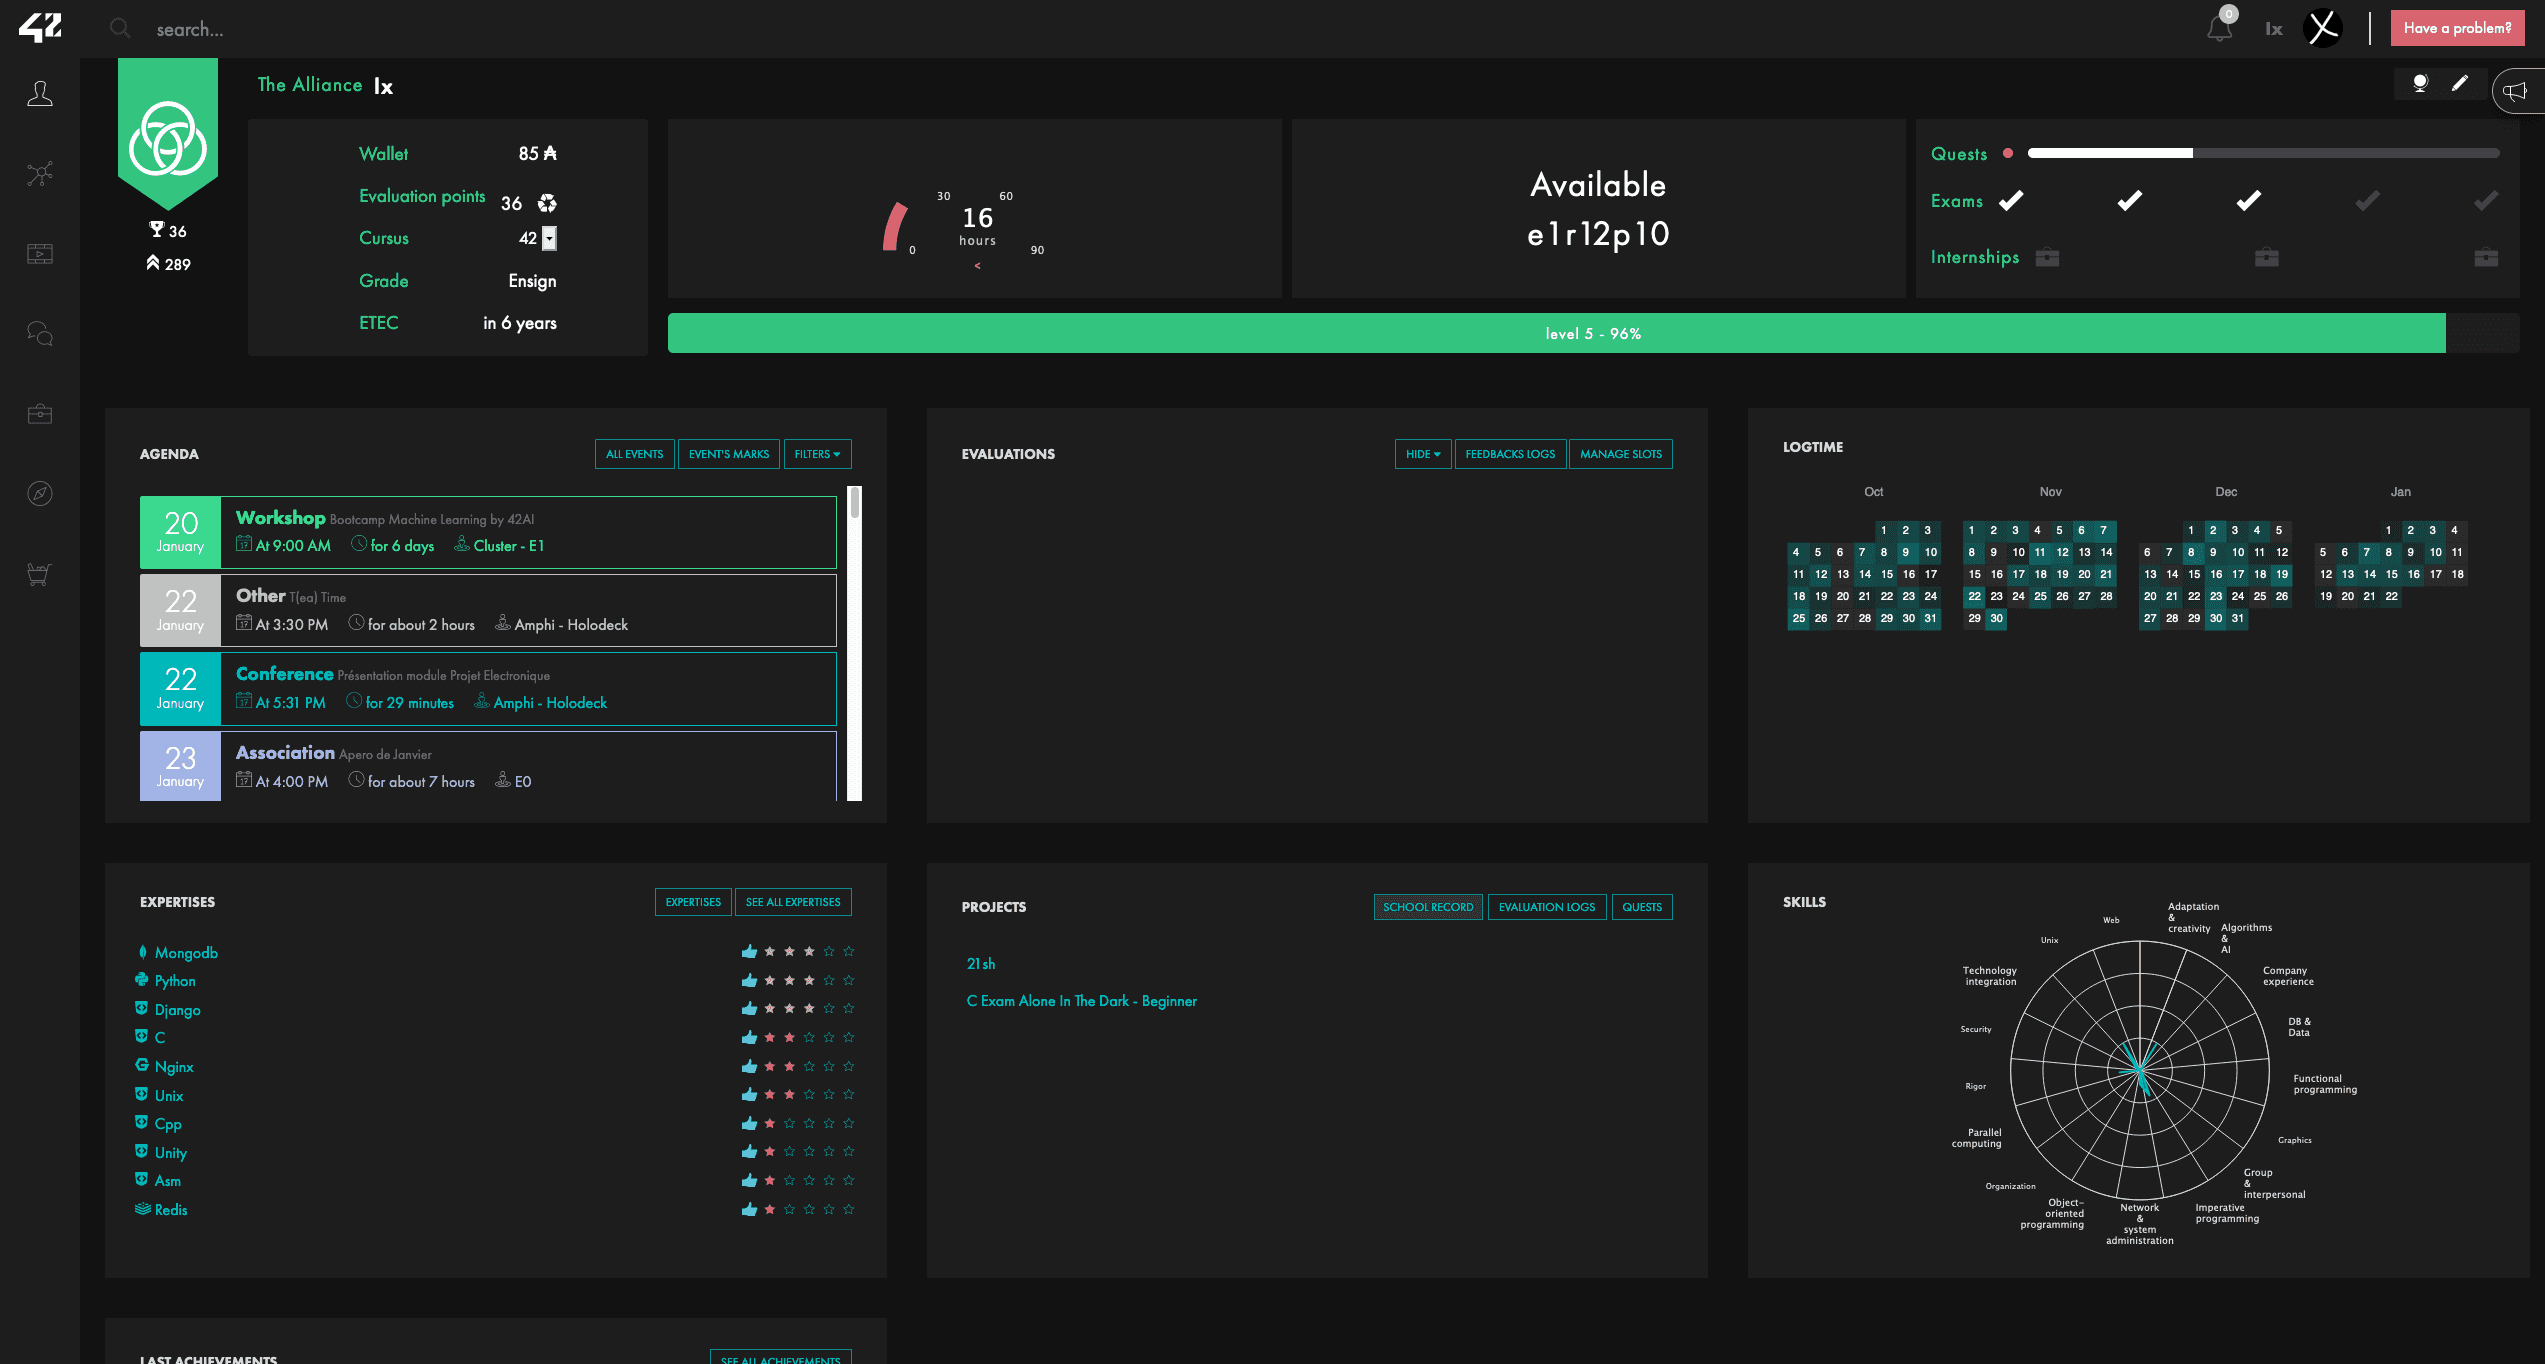 42
search...
0
lx
Have a problem?
The Alliance lx
36
289
Wallet 85
Evaluation points 36
Cursus 42
Grade Ensign
ETEC in 6 years
30 60
16
hours
0 90
<
Available
e1r12p10
Quests
Exams
Internships
level 5 - 96%
AGENDA
ALL EVENTS EVENT'S MARKS FILTERS
20
January
Workshop Bootcamp Machine Learning by 42AI
17 At 9:00 AM for 6 days Cluster - E1
22
January
Other T(ea) Time
17 At 3:30 PM for about 2 hours Amphi - Holodeck
22
January
Conference Présentation module Projet Electronique
17 At 5:31 PM for 29 minutes Amphi - Holodeck
23
January
Association Apero de Janvier
17 At 4:00 PM for about 7 hours E0
EVALUATIONS
HIDE FEEDBACKS LOGS MANAGE SLOTS
LOGTIME
Oct
1 2 3
4 5 6 7 8 9 10
11 12 13 14 15 16 17
18 19 20 21 22 23 24
25 26 27 28 29 30 31
Nov
1 2 3 4 5 6 7
8 9 10 11 12 13 14
15 16 17 18 19 20 21
22 23 24 25 26 27 28
29 30
Dec
1 2 3 4 5
6 7 8 9 10 11 12
13 14 15 16 17 18 19
20 21 22 23 24 25 26
27 28 29 30 31
Jan
1 2 3 4
5 6 7 8 9 10 11
12 13 14 15 16 17 18
19 20 21 22
EXPERTISES
EXPERTISES SEE ALL EXPERTISES
Mongodb
Python
Django
C
Nginx
Unix
Cpp
Unity
Asm
Redis
PROJECTS
SCHOOL RECORD EVALUATION LOGS QUESTS
21sh
C Exam Alone In The Dark - Beginner
SKILLS
Adaptation
&
creativity
Algorithms
&
AI
Company
experience
DB &
Data
Functional
programming
Graphics
Group
&
interpersonal
Imperative
programming
Network
&
system
administration
Object-
oriented
programming
Organization
Parallel
computing
Rigor
Security
Technology
integration
Unix
Web
LAST ACHIEVEMENTS
SEE ALL ACHIEVEMENTS